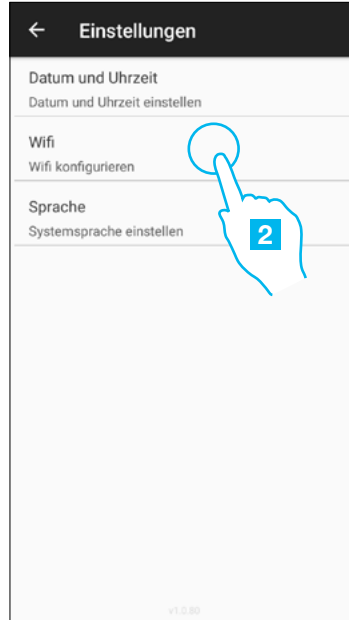 Einstellungen
Datum und Uhrzeit
Datum und Uhrzeit einstellen
Wifi
Wifi konfigurieren
Sprache
Systemsprache einstellen
2
v1.0.80